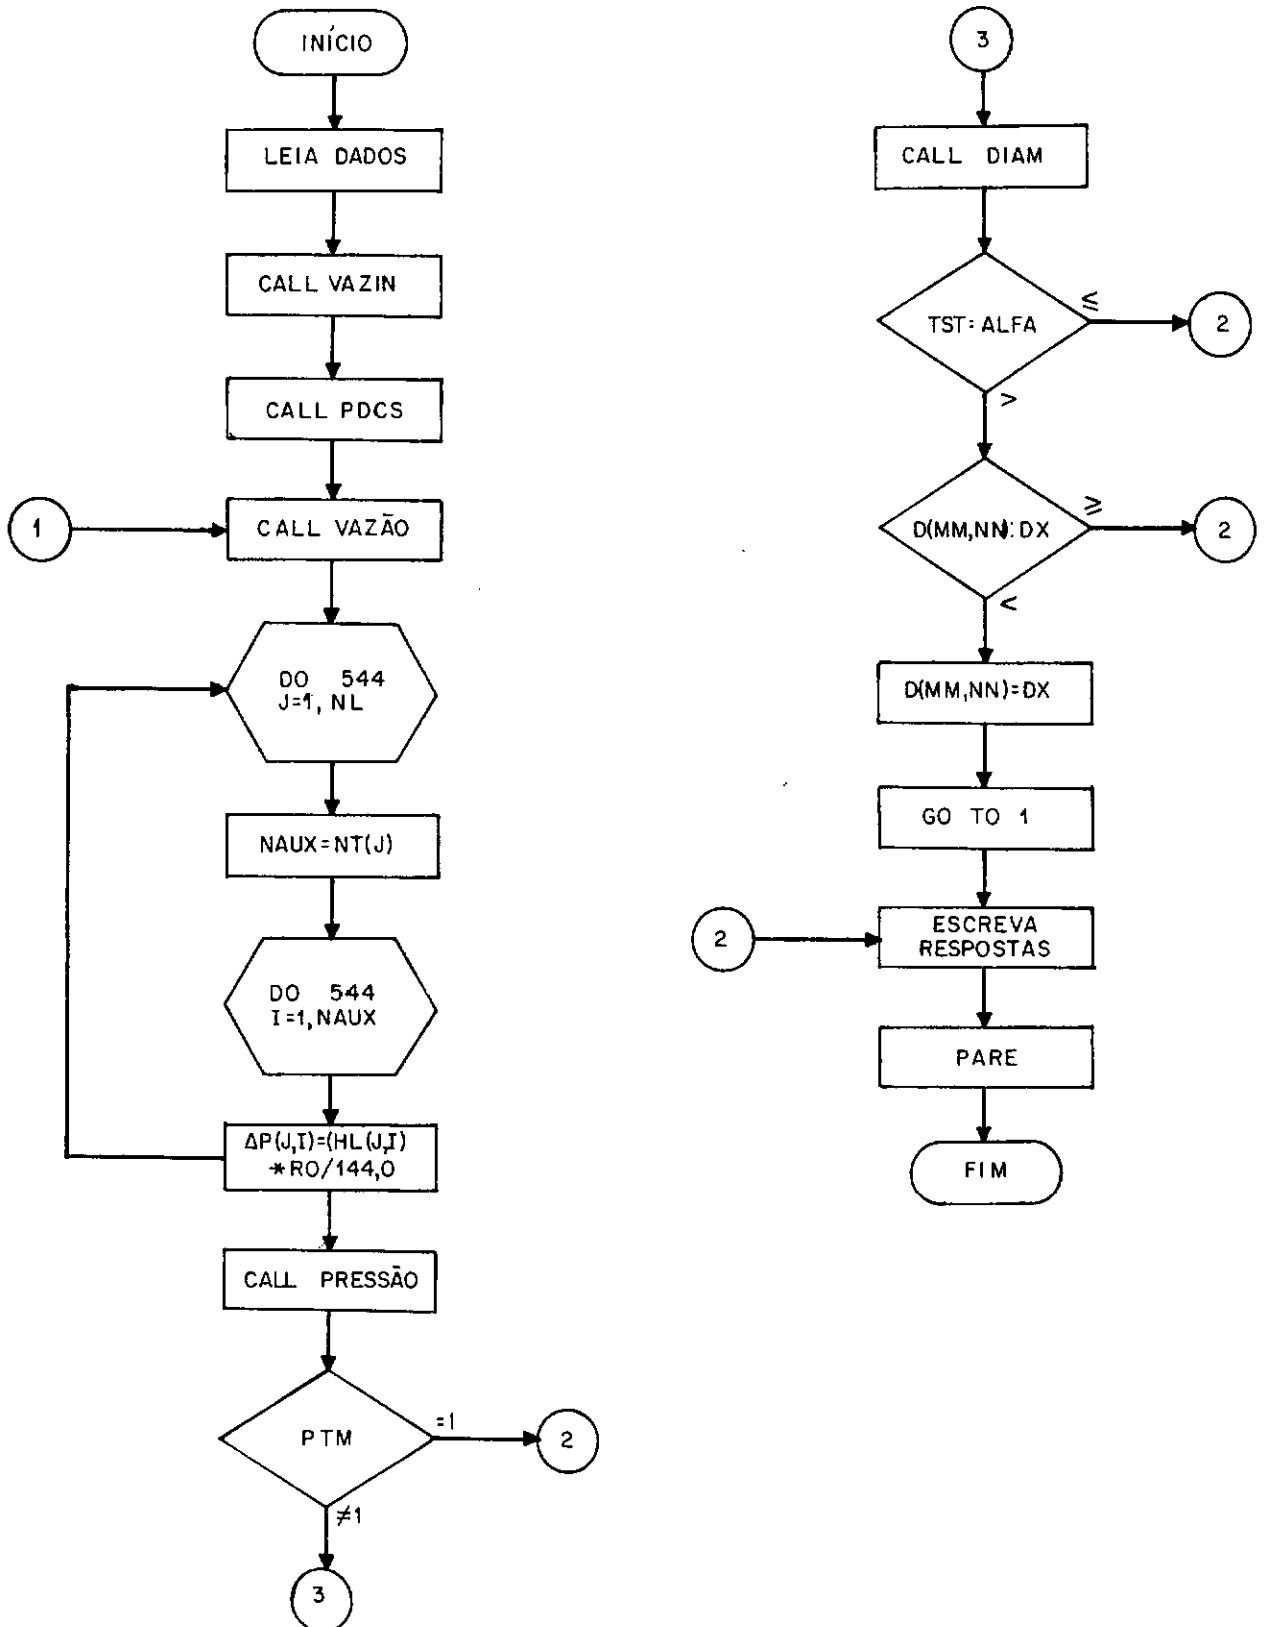 INÍCIO
LEIA DADOS
CALL VAZIN
CALL PDCS
1
CALL VAZÃO
DO 544
J=1, NL
NAUX=NT(J)
DO 544
I=1, NAUX
ΔP(J,I)=(HL(J,I)
*RO/144,0
CALL PRESSÃO
PTM
=1
2
≠1
3
3
CALL DIAM
TST:ALFA
≤
2
>
D(MM,NN):DX
≥
2
<
D(MM,NN)=DX
GO TO 1
2
ESCREVA
RESPOSTAS
PARE
FIM